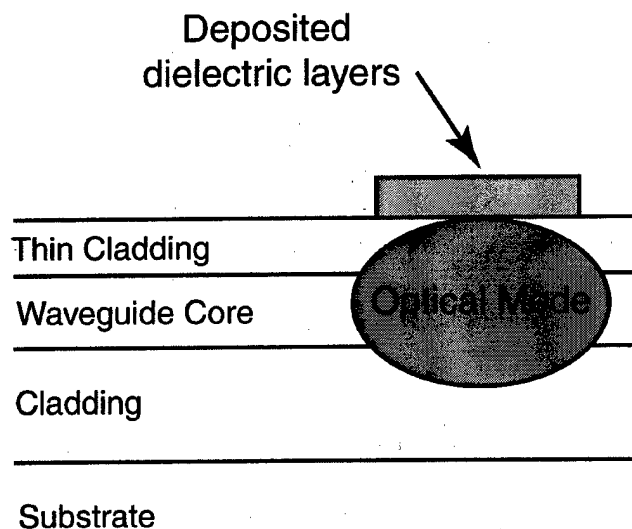 Deposited
dielectric layers
Thin Cladding
Optical Mode
Waveguide Core
Cladding
Substrate